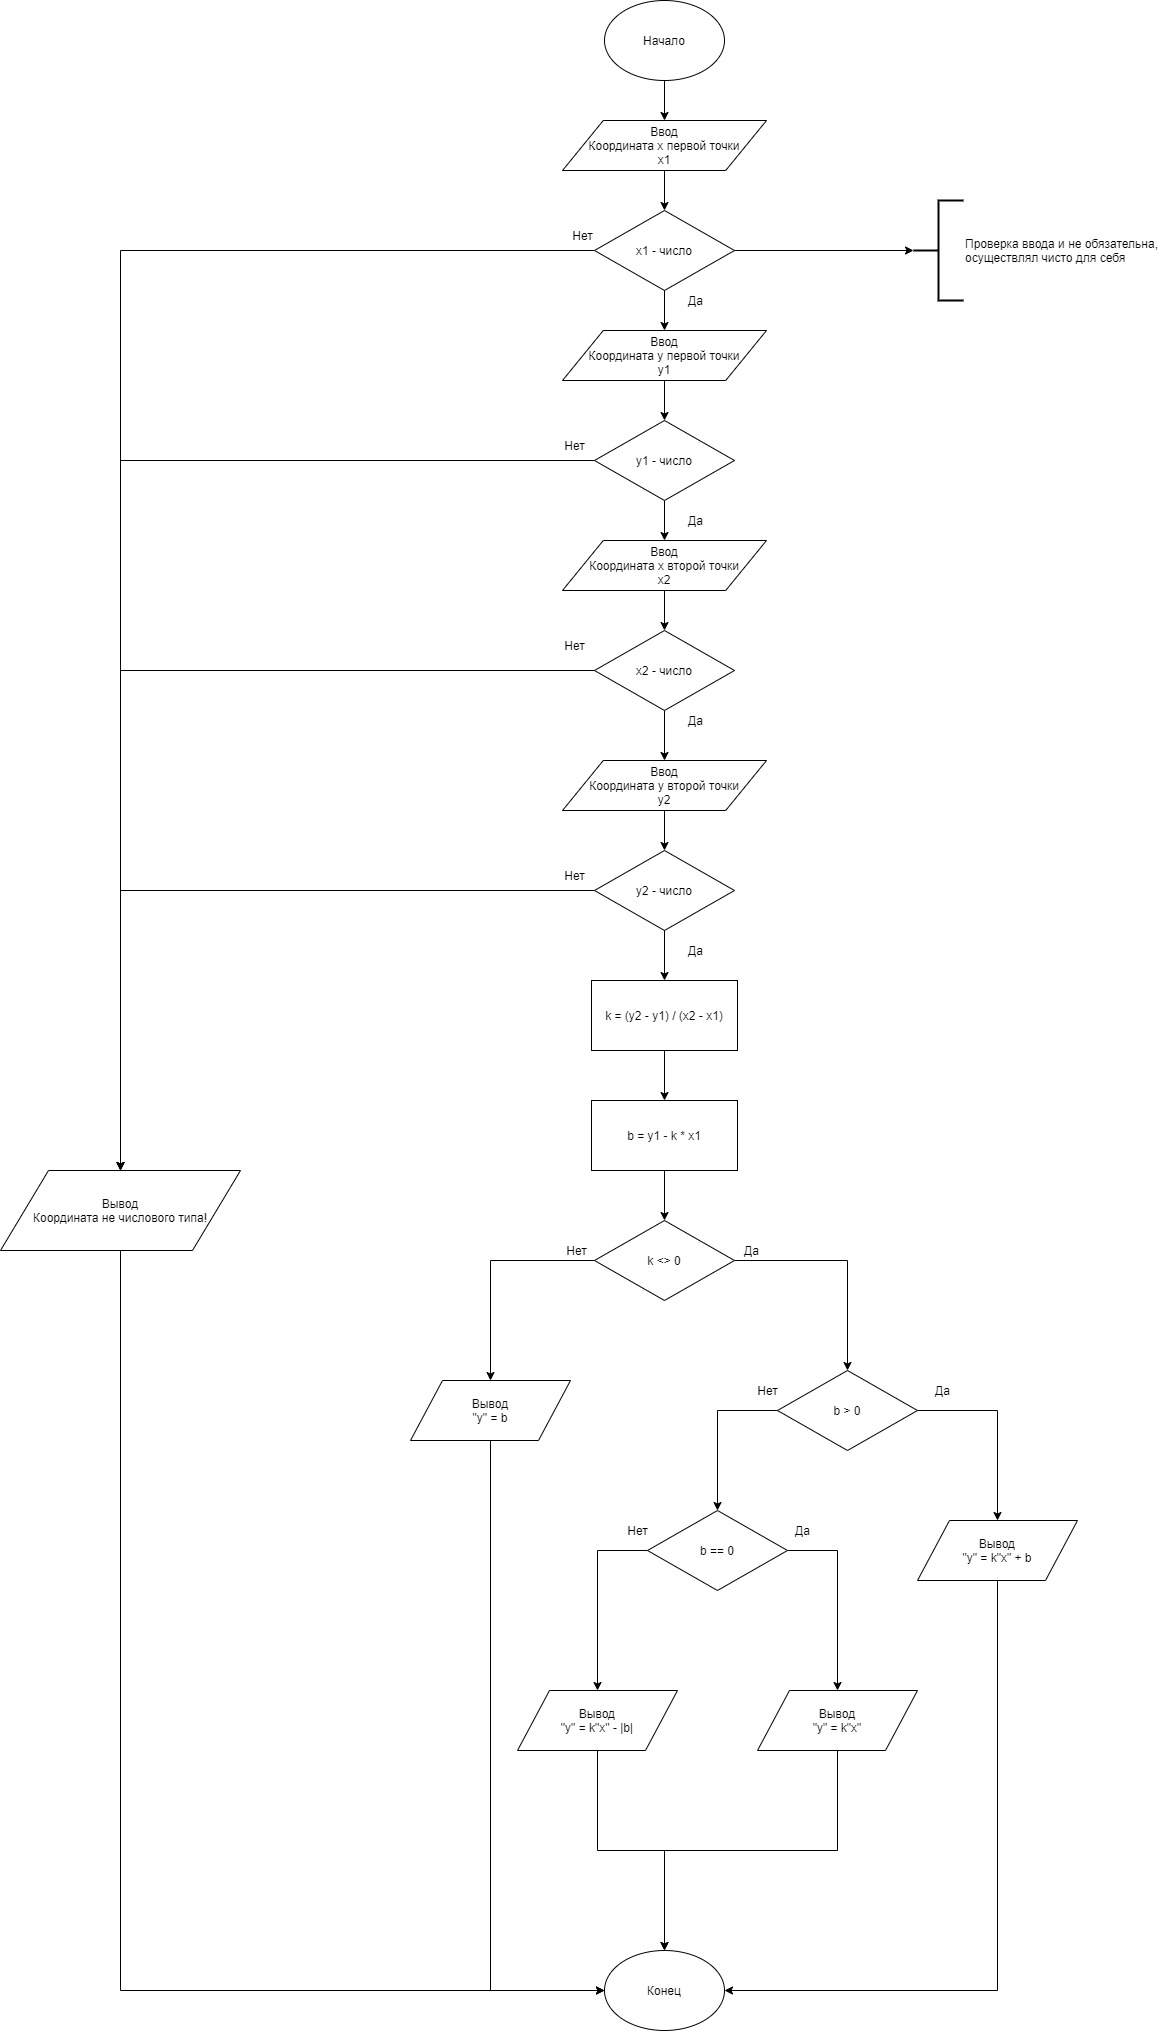 Начало
Ввод
Координата x первой точки
x1
Нет
x1 - число
Проверка ввода и не обязательна,
осуществлял чисто для себя
Да
Ввод
Координата y первой точки
y1
Нет
y1 - число
Да
Ввод
Координата x второй точки
x2
Нет
x2 - число
Да
Ввод
Координата y второй точки
y2
Нет
y2 - число
Да
k = (y2 - y1) / (x2 - x1)
b = y1 - k * x1
Вывод
Координата не числового типа!
Нет
k <> 0
Да
Вывод
"y" = b
Нет
b > 0
Да
Нет
b == 0
Да
Вывод
"y" = k"x" + b
Вывод
"y" = k"x" - |b|
Вывод
"y" = k"x"
Конец